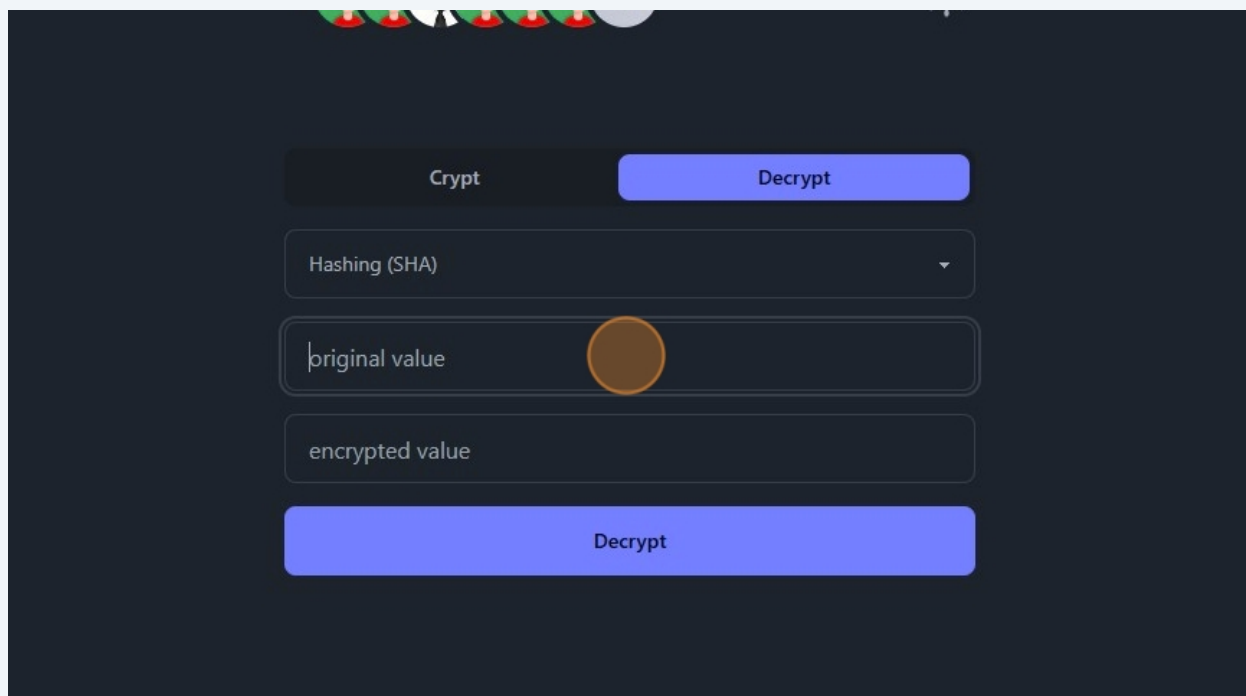 Crypt
Decrypt
Hashing (SHA)
original value
encrypted value
Decrypt